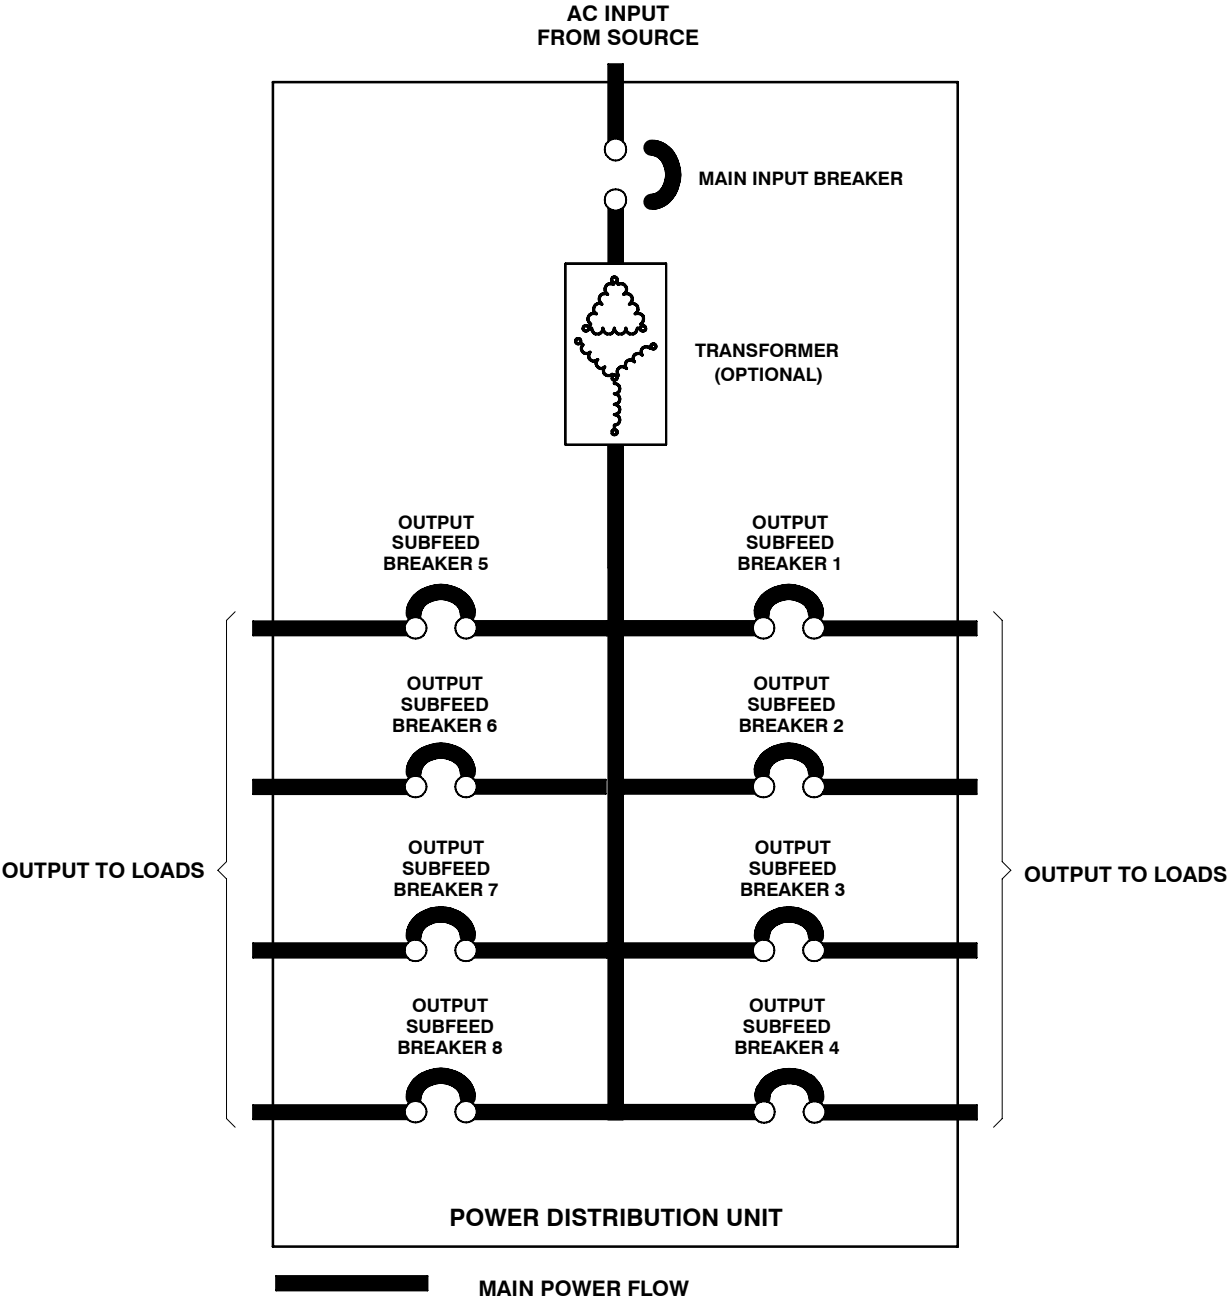 AC INPUT
FROM SOURCE
MAIN INPUT BREAKER
TRANSFORMER
(OPTIONAL)
OUTPUT
SUBFEED
BREAKER 5
OUTPUT
SUBFEED
BREAKER 1
OUTPUT
SUBFEED
BREAKER 6
OUTPUT
SUBFEED
BREAKER 2
OUTPUT
SUBFEED
BREAKER 7
OUTPUT
SUBFEED
BREAKER 3
OUTPUT TO LOADS
OUTPUT TO LOADS
OUTPUT
SUBFEED
BREAKER 8
OUTPUT
SUBFEED
BREAKER 4
POWER DISTRIBUTION UNIT
MAIN POWER FLOW